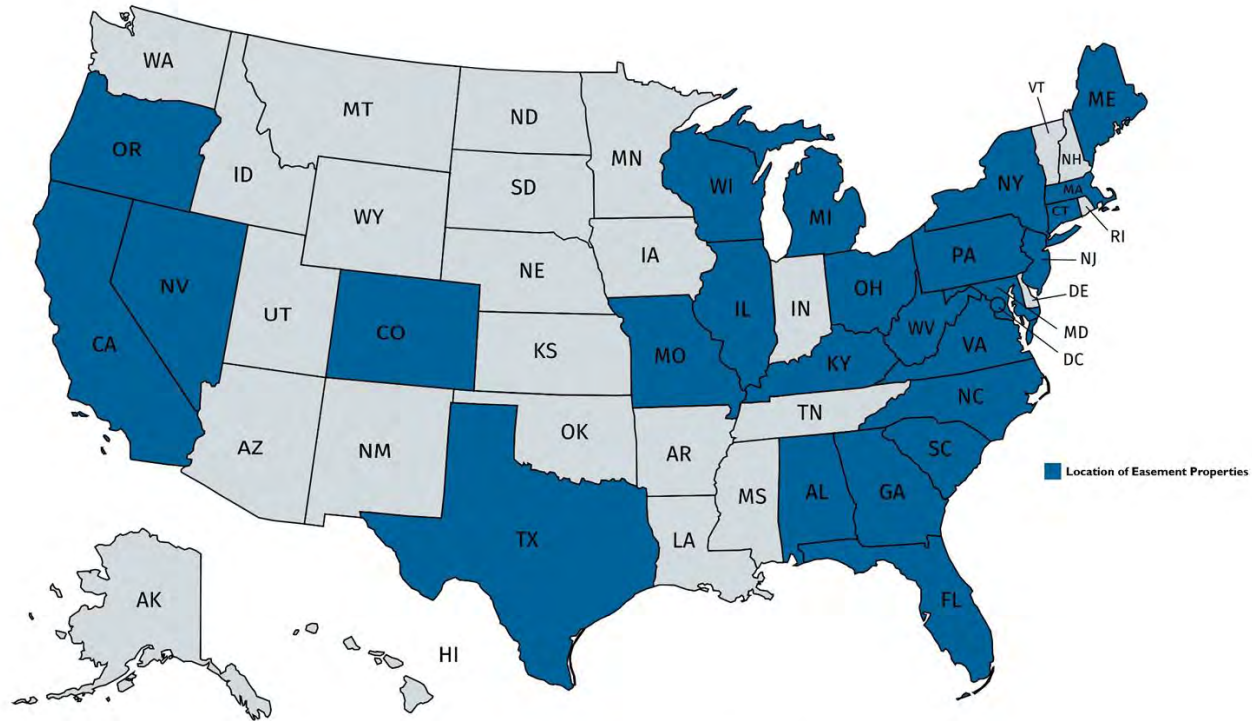 WA
MT
ND
MN
VT
ME
OR
ID
SD
WI
NH
NY
WY
MI
MA
CT
RI
IA
PA
NJ
NE
NV
OH
DE
UT
IL
IN
CO
WV
MD
CA
KS
MO
VA
DC
KY
NC
TN
OK
AZ
NM
AR
SC
Location of Easement Properties
MS
AL
GA
TX
LA
AK
FL
HI